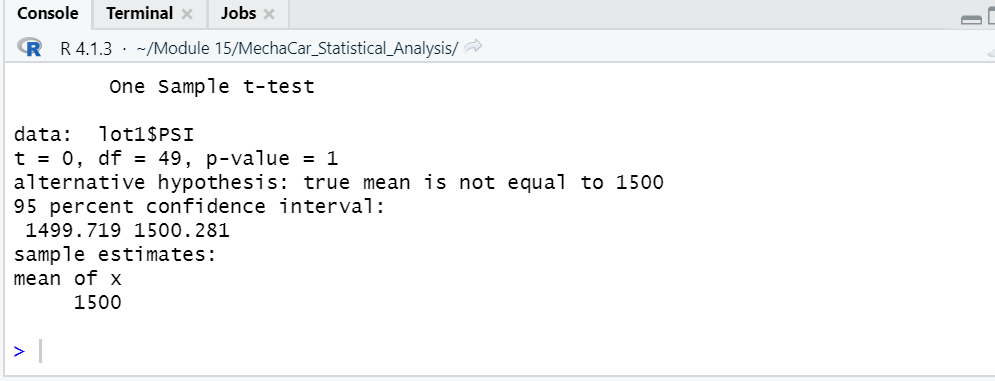 Console Terminal Jobs
R R 4.1.3 · ~/Module 15/MechaCar_Statistical_Analysis/
One Sample t-test
data:  lot1$PSI
t = 0, df = 49, p-value = 1
alternative hypothesis: true mean is not equal to 1500
95 percent confidence interval:
1499.719 1500.281
sample estimates:
mean of x
1500
>